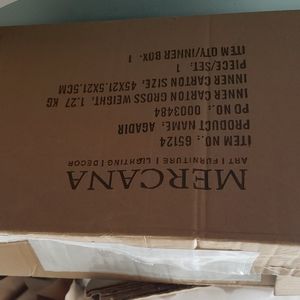 MERCANA
ART | FURNITURE | LIGHTING | DECOR
ITEM NO.: 65124
PRODUCT NAME: AGADIR
PO NO.: 0003484
INNER CARTON GROSS WEIGHT. 1.27 KG
INNER CARTON SIZE. 45X21.5X21.5CM
PIECE/SET. 1
ITEM QTY/INNER BOX. 1